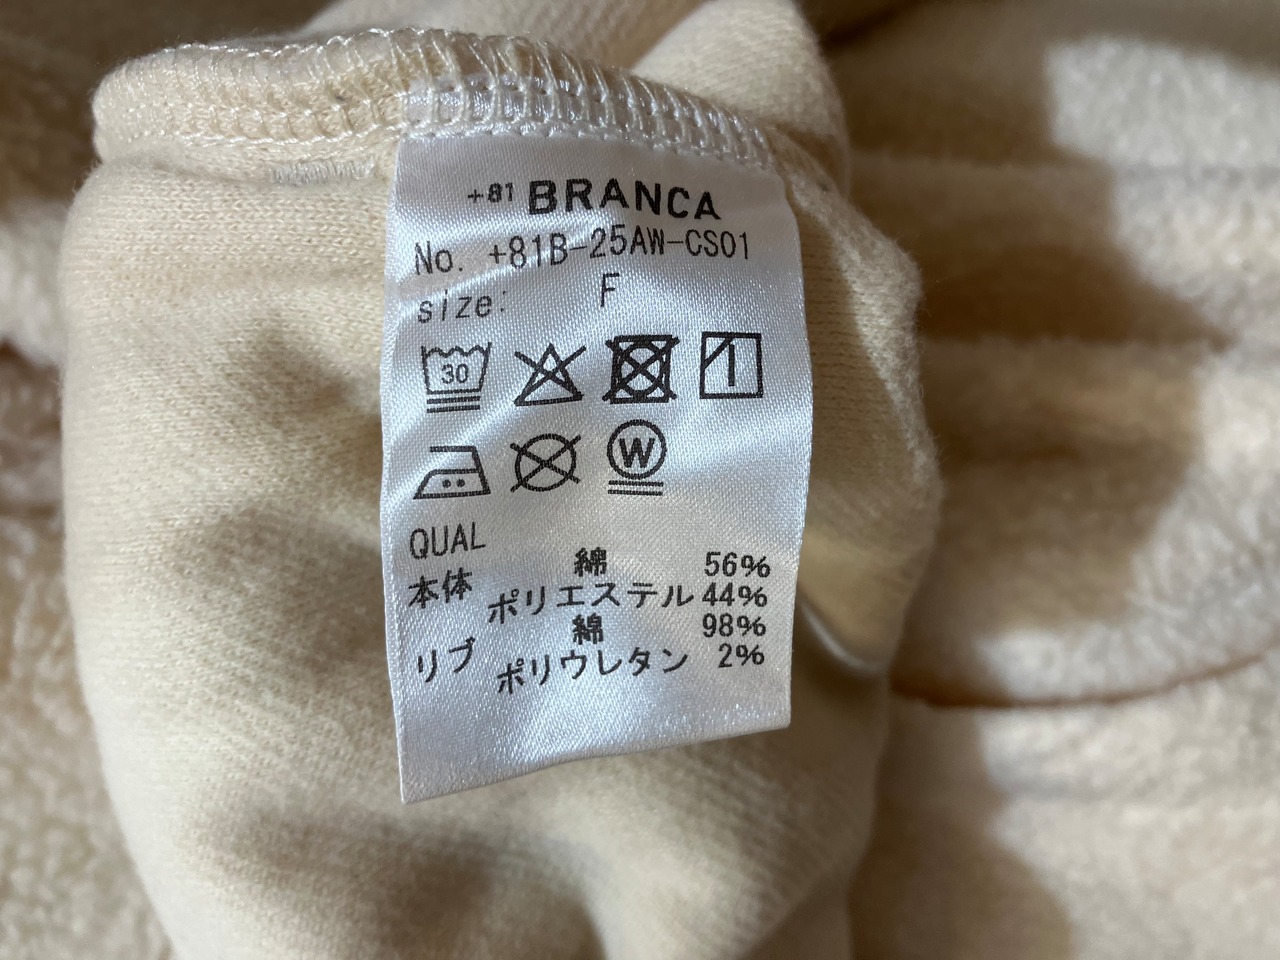 +81 BRANCA
No. +81B-25AW-CS01
size: F
30
W
QUAL
本体 綿 56%
ポリエステル 44%
リブ 綿 98%
ポリウレタン 2%